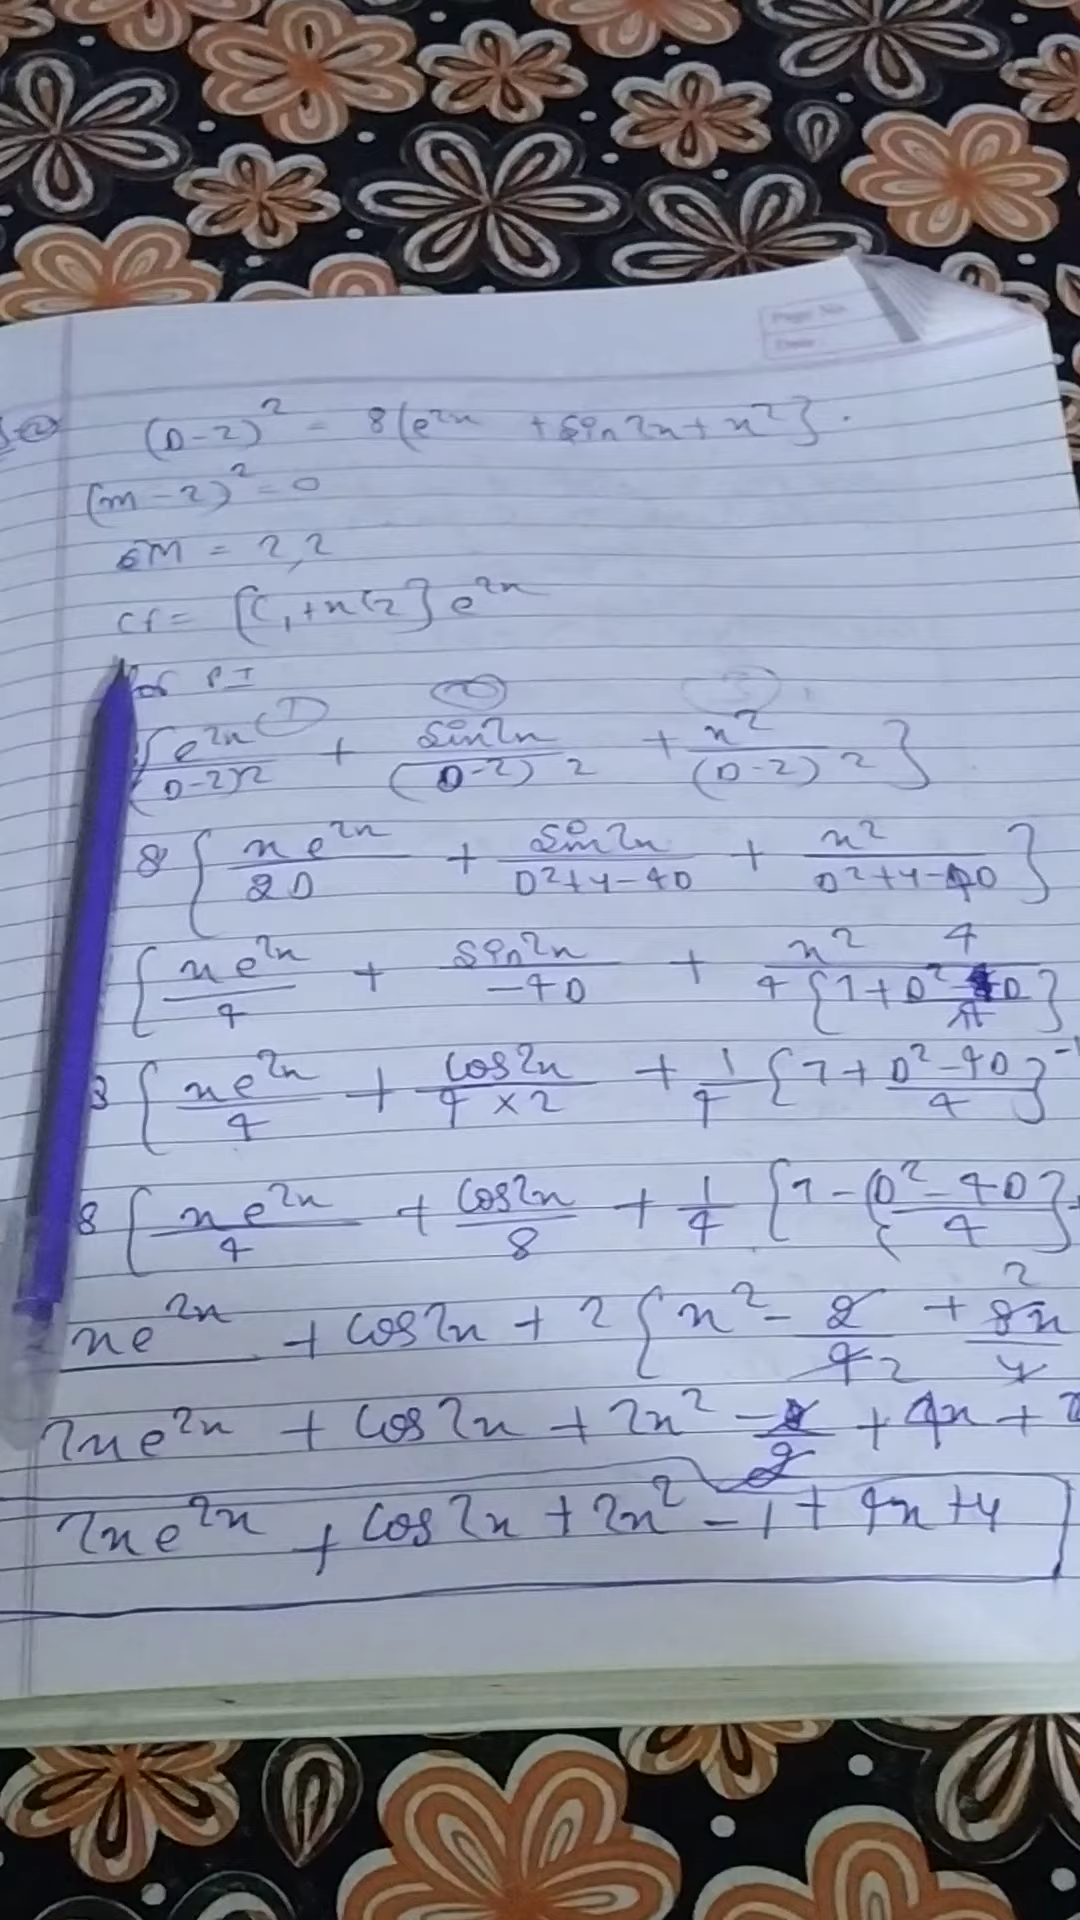 (D-2)² = 8{e²ˣ + sin2x + x²}.
(m-2)² = 0
M = 2,2
CF = [C₁+xC₂] e²ˣ
for PI
① ② ③
{e²ˣ/(D-2)² + sin2x/(D-2)² + x²/(D-2)²}
8{xe²ˣ/2D + sin2x/D²+4-4D + x²/D²+4-4D}
{xe²ˣ/4 + sin2x/-4D + x²/4{1+D²-4D/4}
8{xe²ˣ/4 + cos2x/4×2 + 1/4{1+D²-4D/4}⁻¹
8{xe²ˣ/4 + cos2x/8 + 1/4{1-{D²-4D/4}
xe²ˣ + cos2x + 2{x² - 2/4 + 8x/4
2xe²ˣ + cos2x + 2x² - 2/2 + 4x +
2xe²ˣ + cos2x + 2x² - 1 + 4x + 4